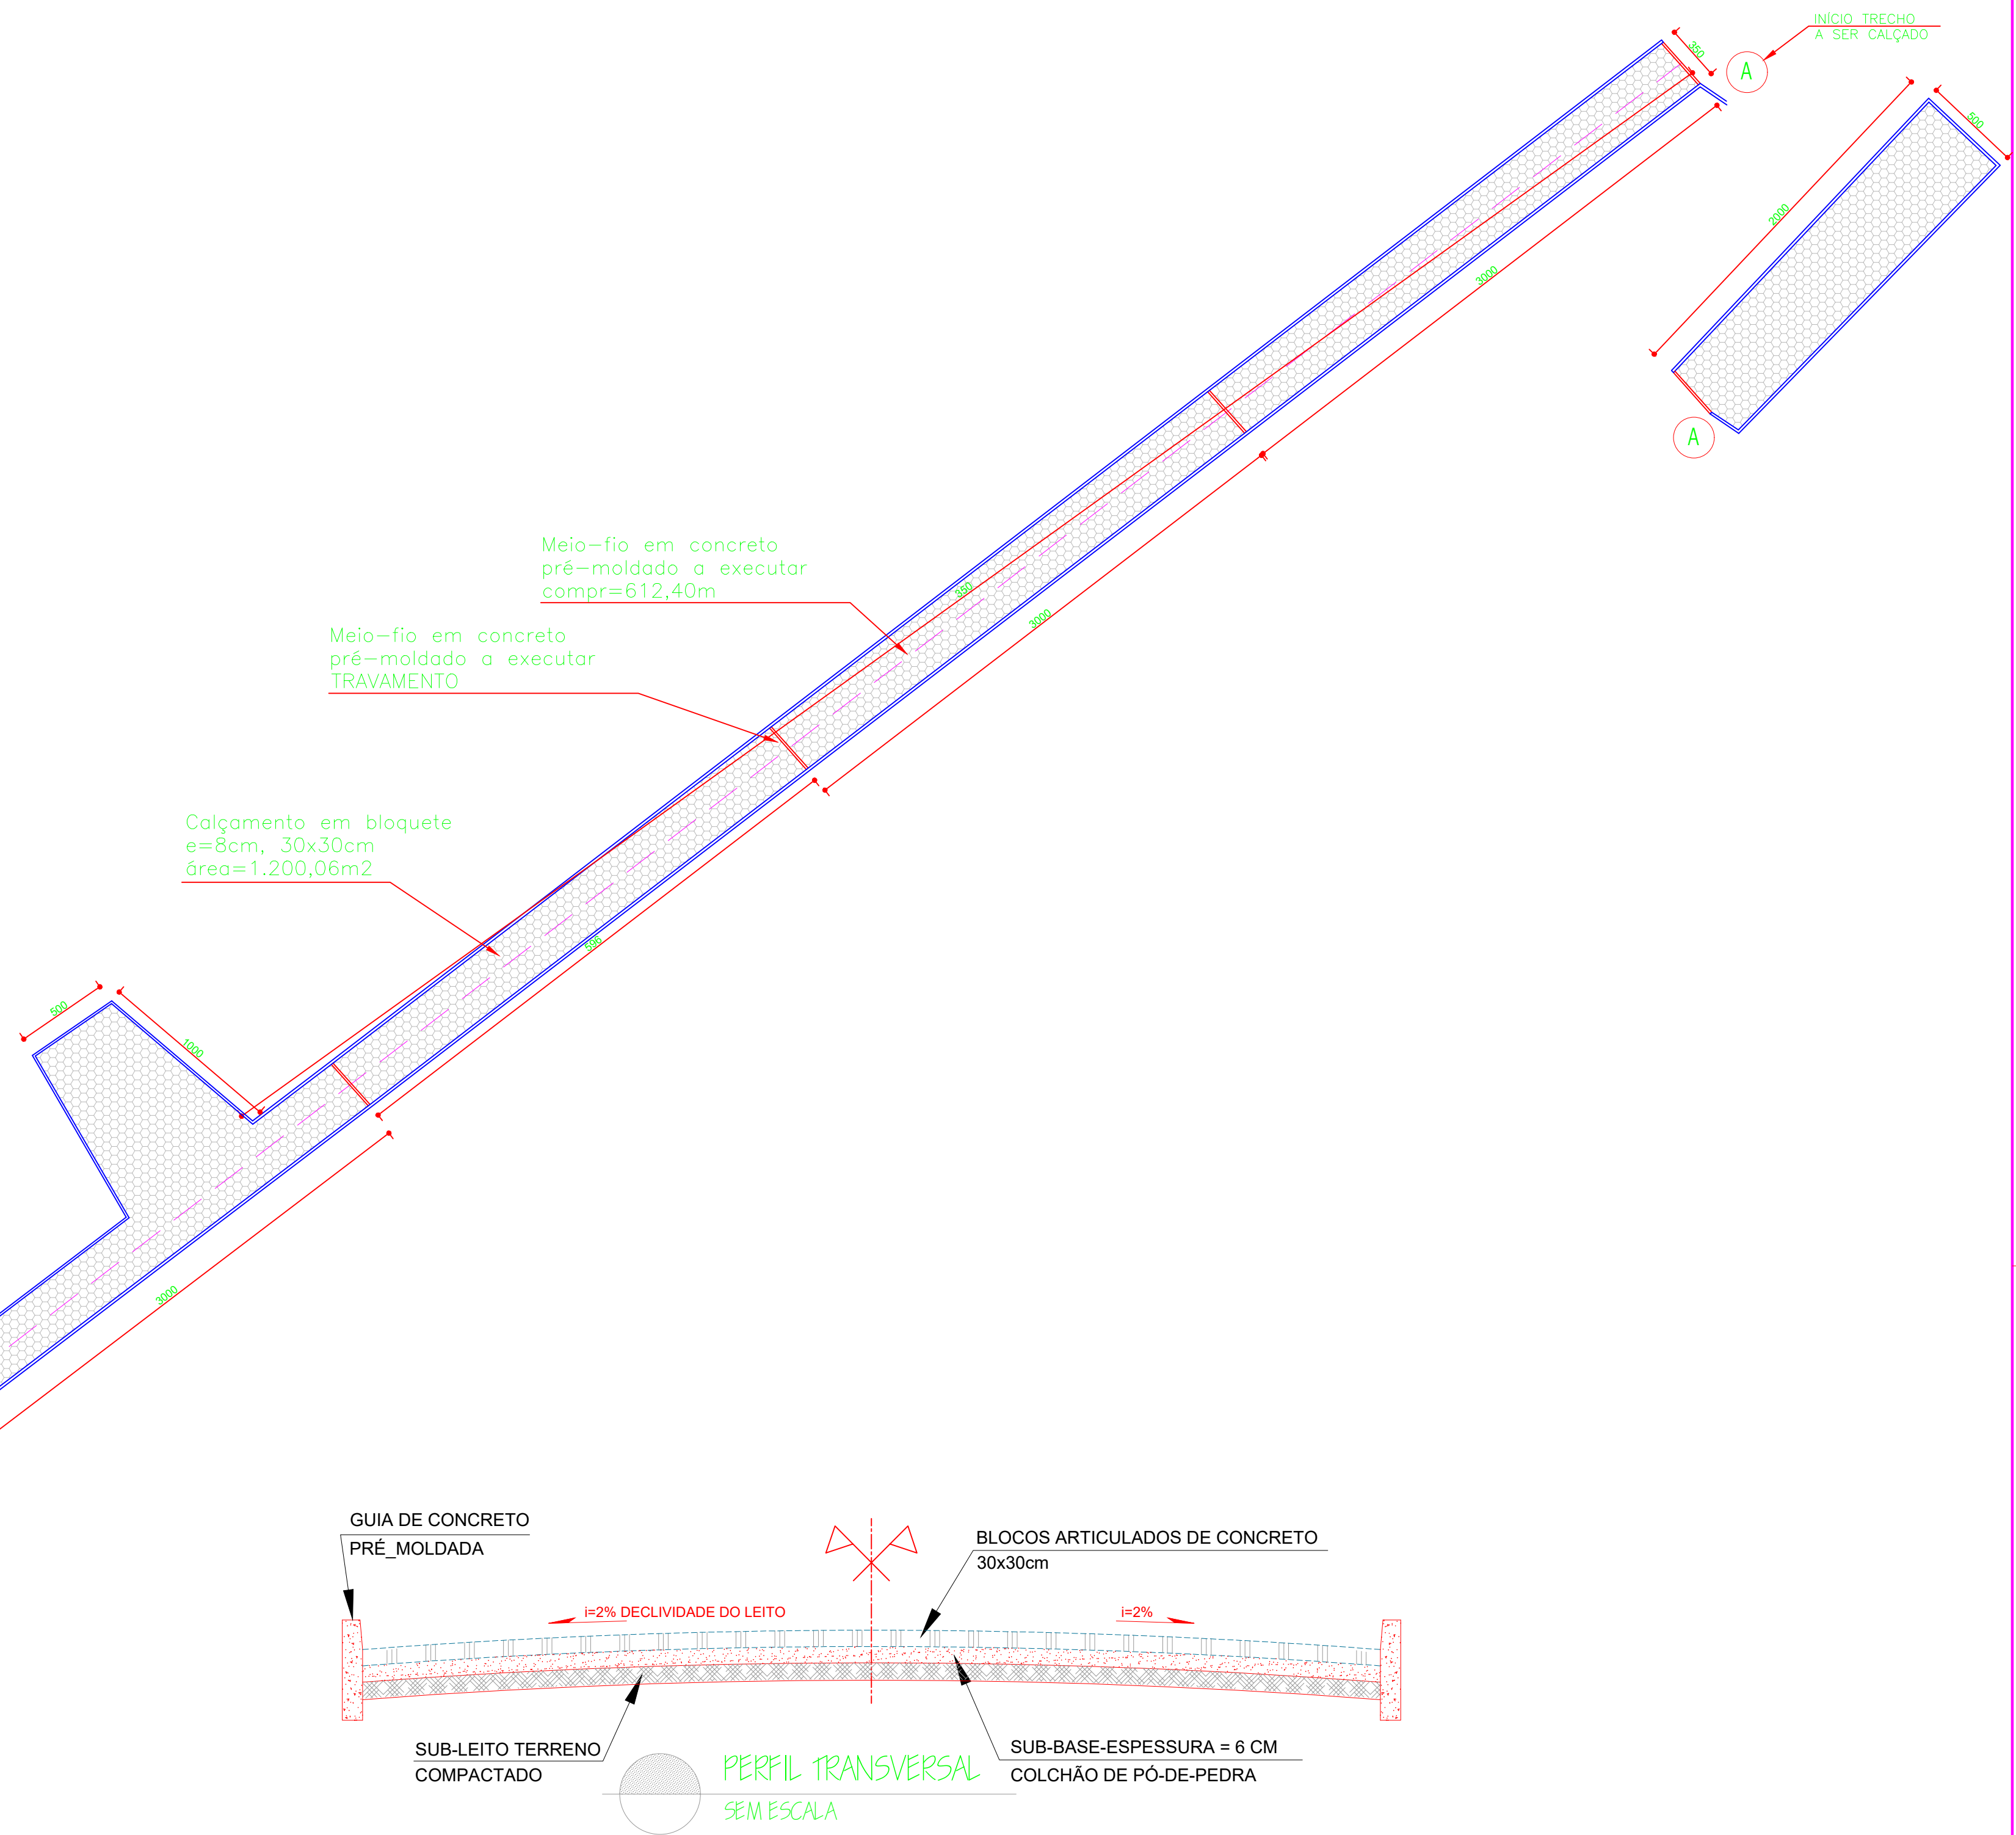 INÍCIO TRECHO
A SER CALÇADO
A
350
500
2000
3000
A
Meio-fio em concreto
pré-moldado a executar
compr=612,40m
350
3000
Meio-fio em concreto
pré-moldado a executar
TRAVAMENTO
Calçamento em bloquete
e=8cm, 30x30cm
área=1.200,06m2
596
500
1000
3000
GUIA DE CONCRETO
PRÉ_MOLDADA
BLOCOS ARTICULADOS DE CONCRETO
30x30cm
i=2% DECLIVIDADE DO LEITO
i=2%
SUB-LEITO TERRENO
COMPACTADO
SUB-BASE-ESPESSURA = 6 CM
COLCHÃO DE PÓ-DE-PEDRA
PERFIL TRANSVERSAL
SEM ESCALA